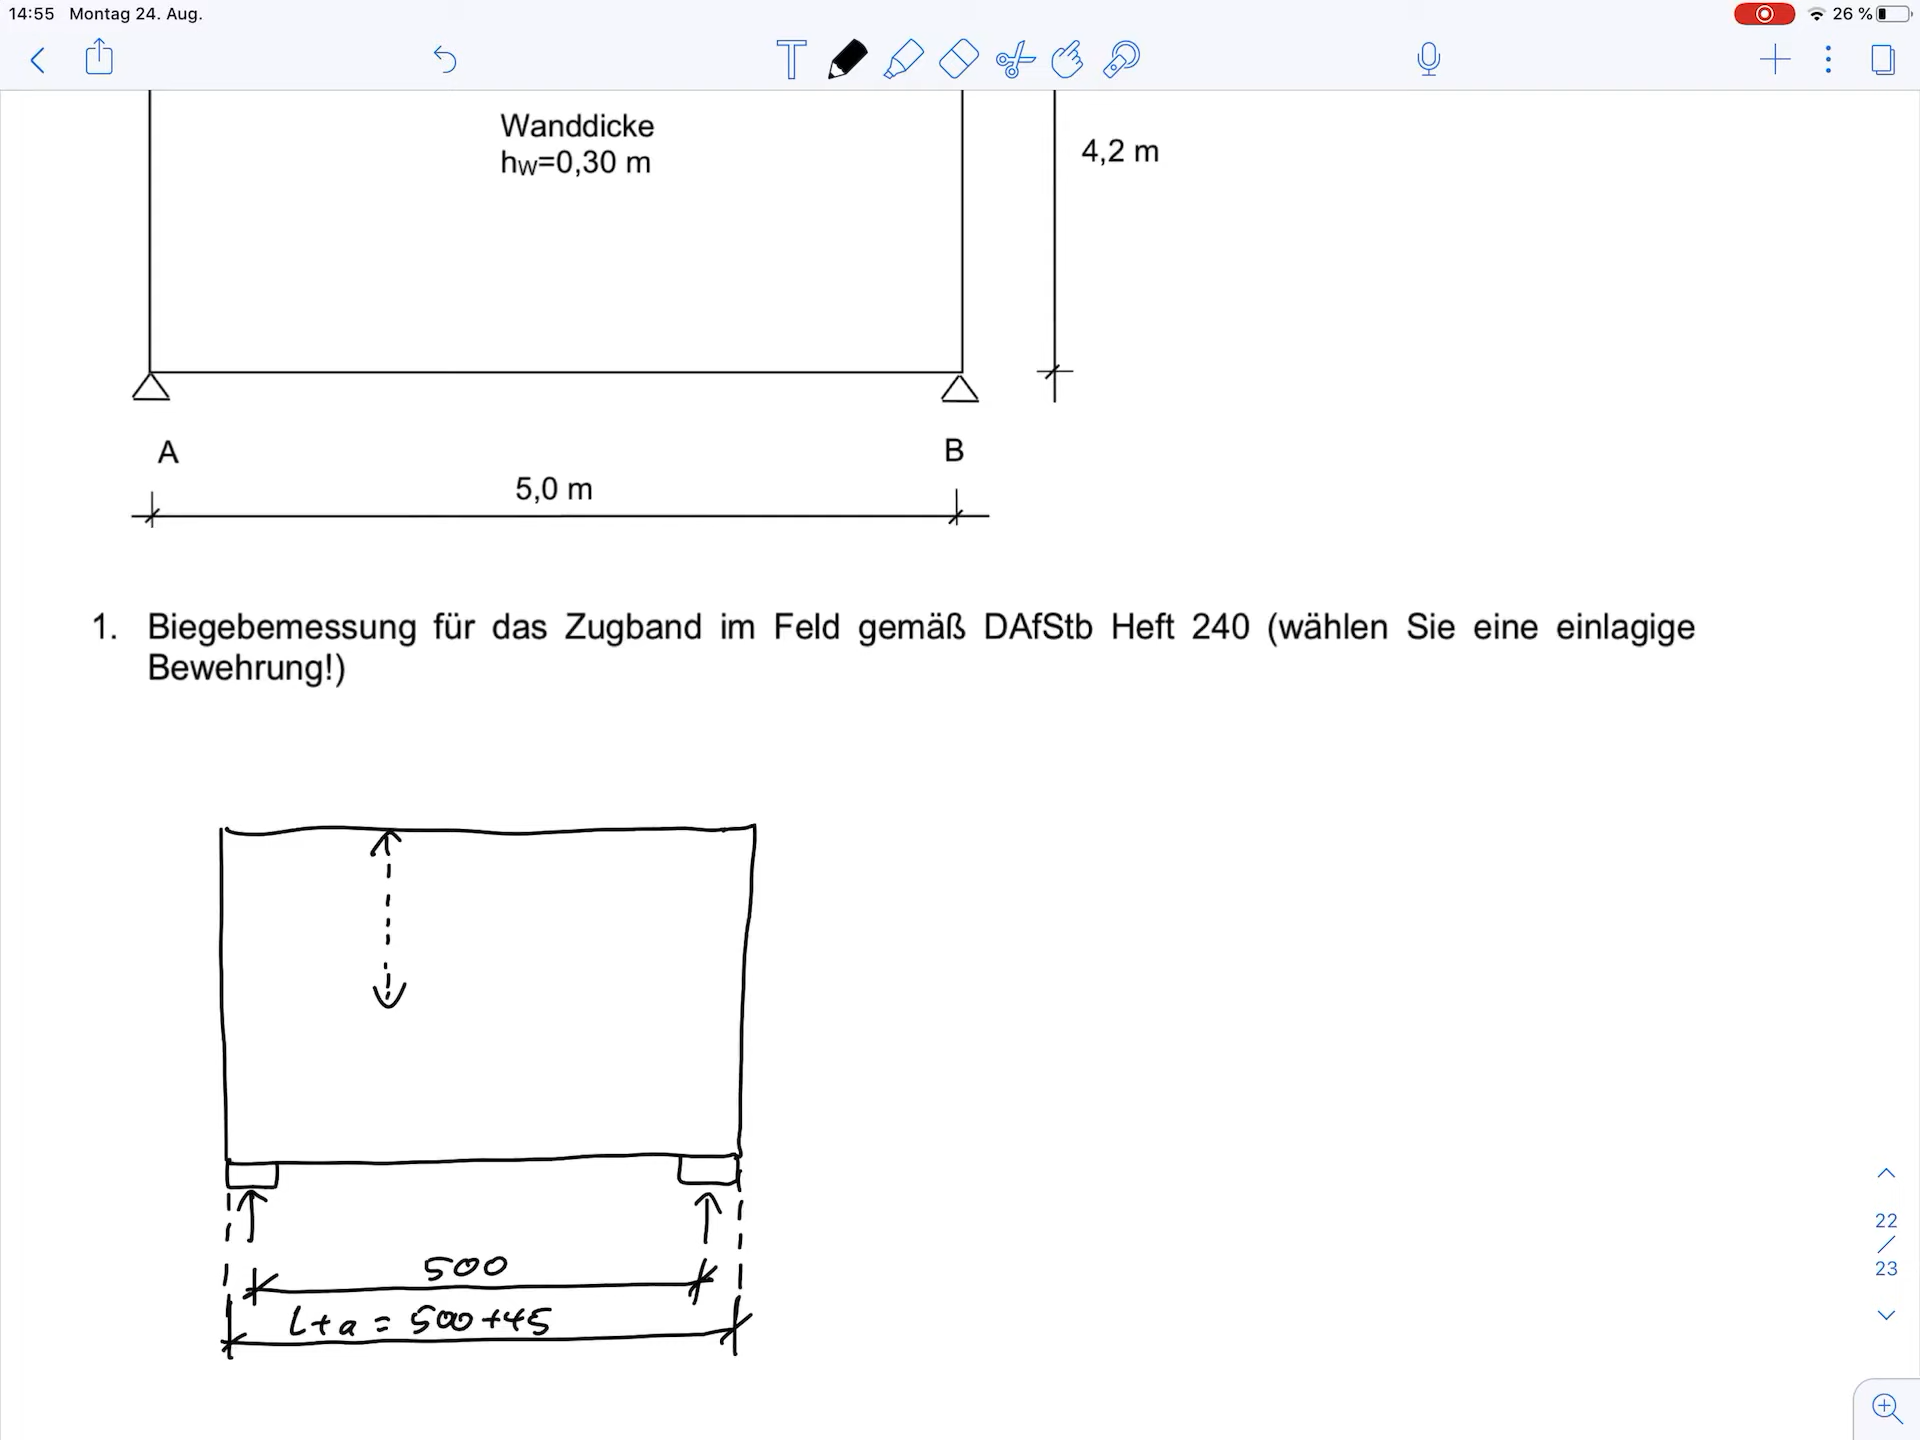 14:55 Montag 24. Aug.
26 %
T
Wanddicke
hw=0,30 m
4,2 m
A
B
5,0 m
1. Biegebemessung für das Zugband im Feld gemäß DAfStb Heft 240 (wählen Sie eine einlagige
Bewehrung!)
500
l+a = 500+45
22
/
23